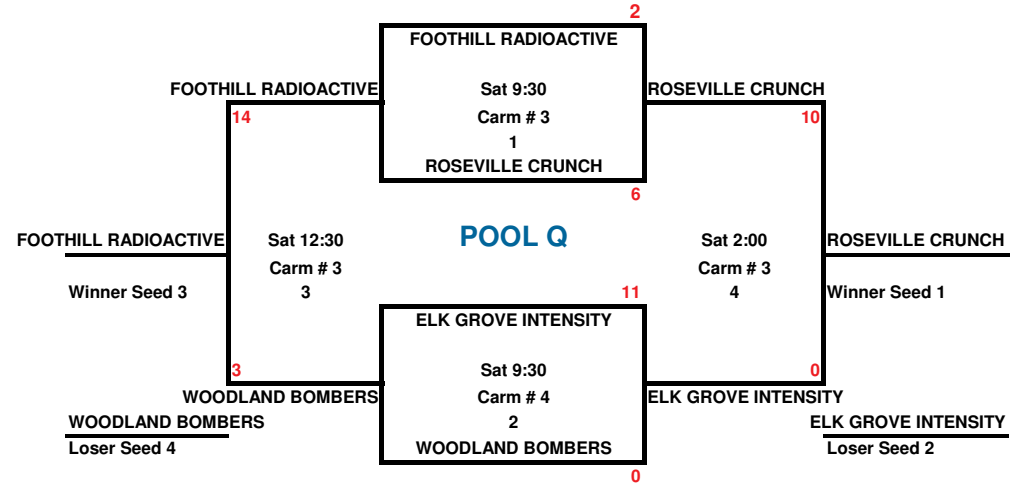 2
FOOTHILL RADIOACTIVE
FOOTHILL RADIOACTIVE
Sat 9:30
ROSEVILLE CRUNCH
14
Carm # 3
10
1
ROSEVILLE CRUNCH
6
FOOTHILL RADIOACTIVE
Sat 12:30
POOL Q
Sat 2:00
ROSEVILLE CRUNCH
Carm # 3
Carm # 3
Winner Seed 3
3
11
4
Winner Seed 1
ELK GROVE INTENSITY
3
Sat 9:30
0
WOODLAND BOMBERS
Carm # 4
ELK GROVE INTENSITY
WOODLAND BOMBERS
2
ELK GROVE INTENSITY
Loser Seed 4
WOODLAND BOMBERS
Loser Seed 2
0